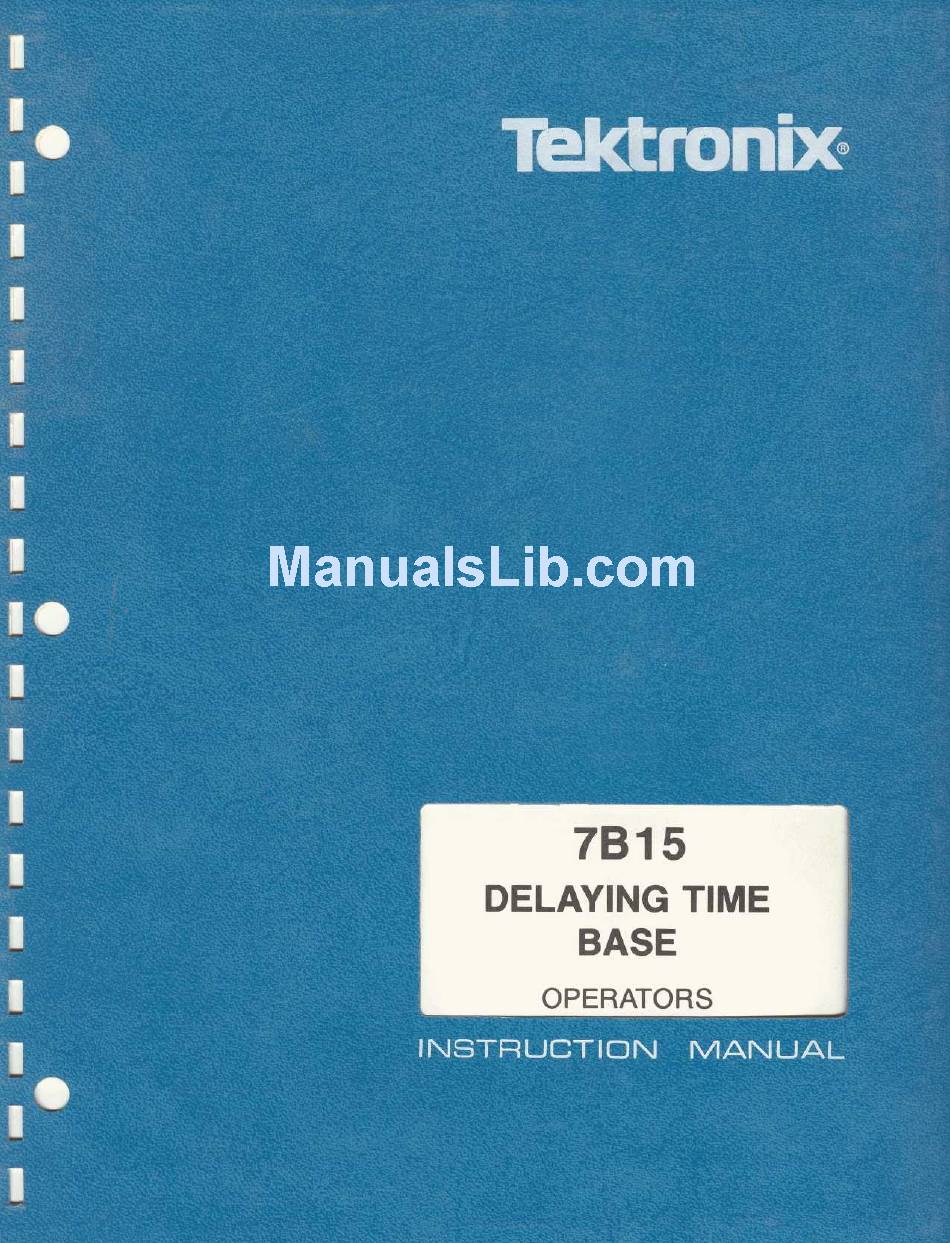 Tektronix®
ManualsLib.com
7B15
DELAYING TIME
BASE
OPERATORS
INSTRUCTION MANUAL